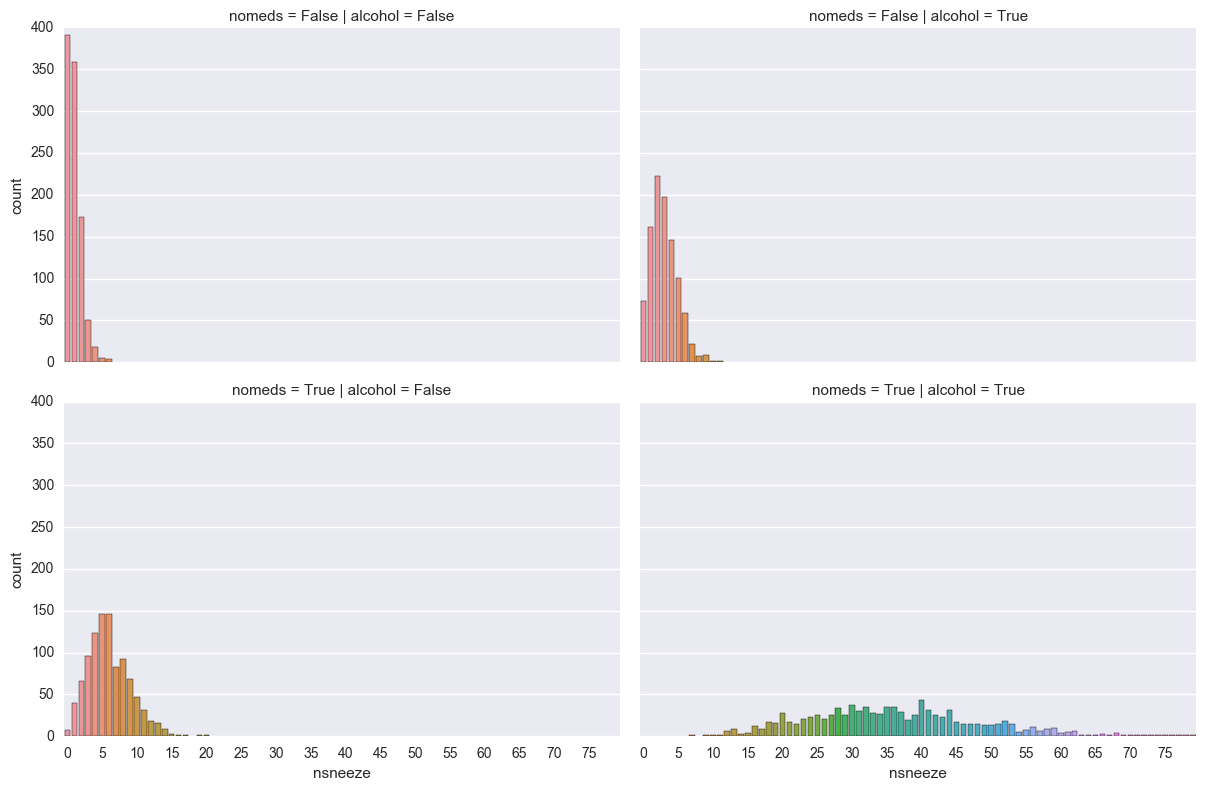 nomeds = False | alcohol = False
nomeds = False | alcohol = True
400
350
300
250
200
150
100
50
0
count
nomeds = True | alcohol = False
nomeds = True | alcohol = True
400
350
300
250
200
150
100
50
0
count
0 5 10 15 20 25 30 35 40 45 50 55 60 65 70 75
0 5 10 15 20 25 30 35 40 45 50 55 60 65 70 75
nsneeze
nsneeze